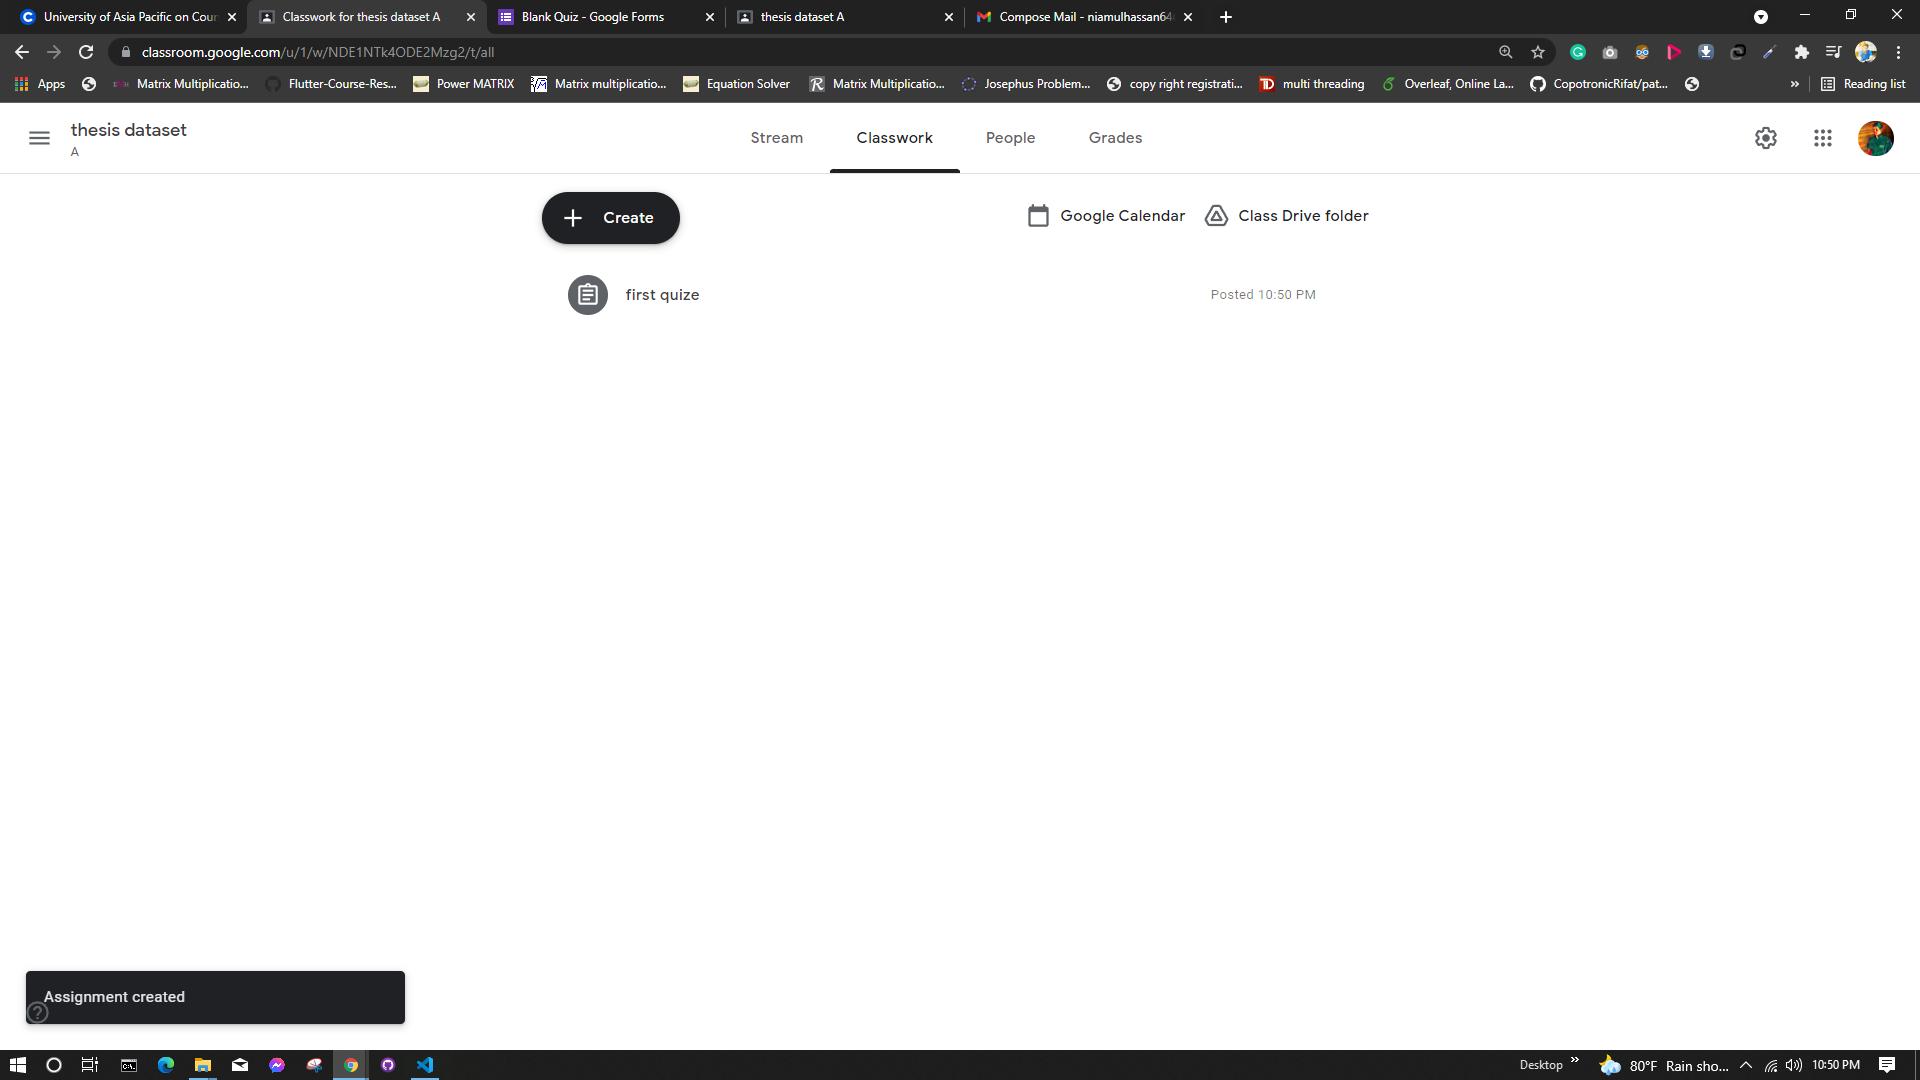 University of Asia Pacific on Cour
Classwork for thesis dataset A
Blank Quiz - Google Forms
thesis dataset A
Compose Mail - niamulhassan64
classroom.google.com/u/1/w/NDE1NTk4ODE2Mzg2/t/all
Apps
Matrix Multiplicatio...
Flutter-Course-Res...
Power MATRIX
Matrix multiplicatio...
Equation Solver
Matrix Multiplicatio...
Josephus Problem...
copy right registrati...
multi threading
Overleaf, Online La...
CopotronicRifat/pat...
»
Reading list
thesis dataset
A
Stream
Classwork
People
Grades
Create
Google Calendar
Class Drive folder
first quize
Posted 10:50 PM
Assignment created
Desktop
»
80°F Rain sho...
10:50 PM